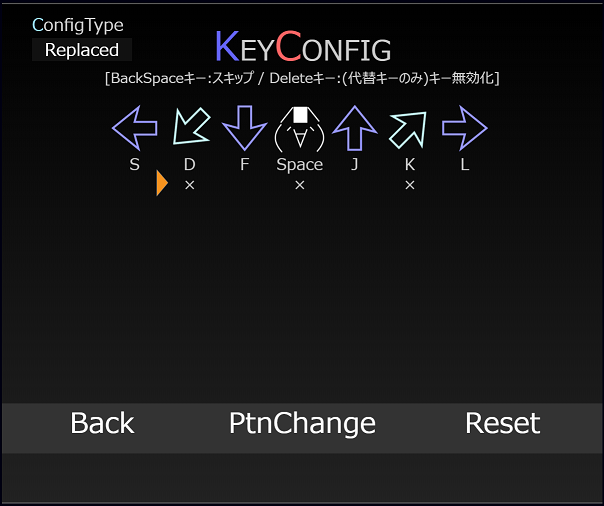 ConfigType
Replaced
KEYCONFIG
[BackSpaceキー:スキップ / Deleteキー:(代替キーのみ)キー無効化]
S D F Space J K L
× × ×
Back PtnChange Reset